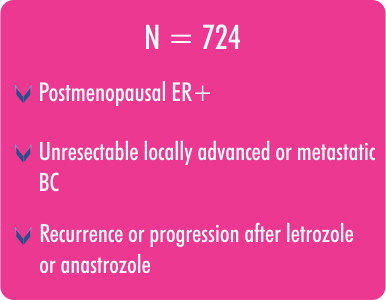 N = 724
Postmenopausal ER+
Unresectable locally advanced or metastatic
BC
Recurrence or progression after letrozole
or anastrozole